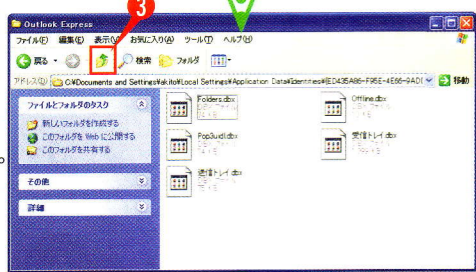 3
Outlook Express
ファイル(F) 編集(E) 表示(V) お気に入り(A) ツール(T) ヘルプ(H)
戻る 検索 フォルダ
アドレス(D) C:¥Documents and Settings¥akito¥Local Settings¥Application Data¥Identities¥{ED435A86-F95E-4E66-9AD( 移動
ファイルとフォルダのタスク
新しいフォルダを作成する
このフォルダを Web に公開する
このフォルダを共有する
その他
詳細
Folders.dbx
Offline.dbx
Pop3uidl.dbx
受信トレイ.dbx
送信トレイ.dbx